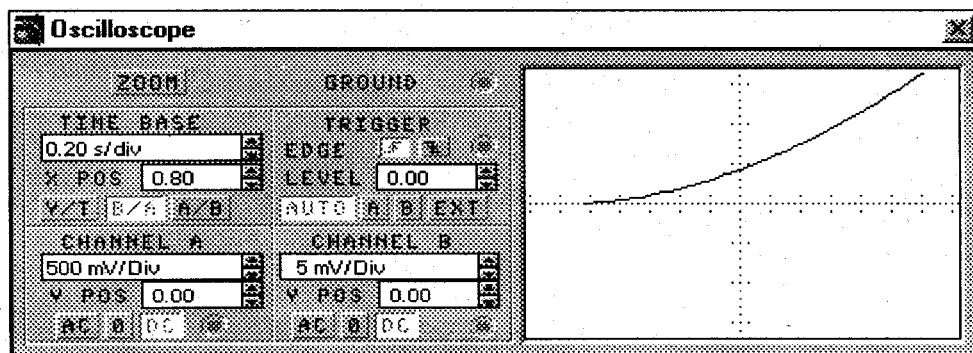 Oscilloscope
ZOOM GROUND
TIME BASE
0.20 s/div
X POS 0.80
Y/T B/A A/B
TRIGGER
EDGE
LEVEL 0.00
AUTO A B EXT
CHANNEL A
500 mV/Div
Y POS 0.00
AC 0 DC
CHANNEL B
5 mV/Div
Y POS 0.00
AC 0 DC